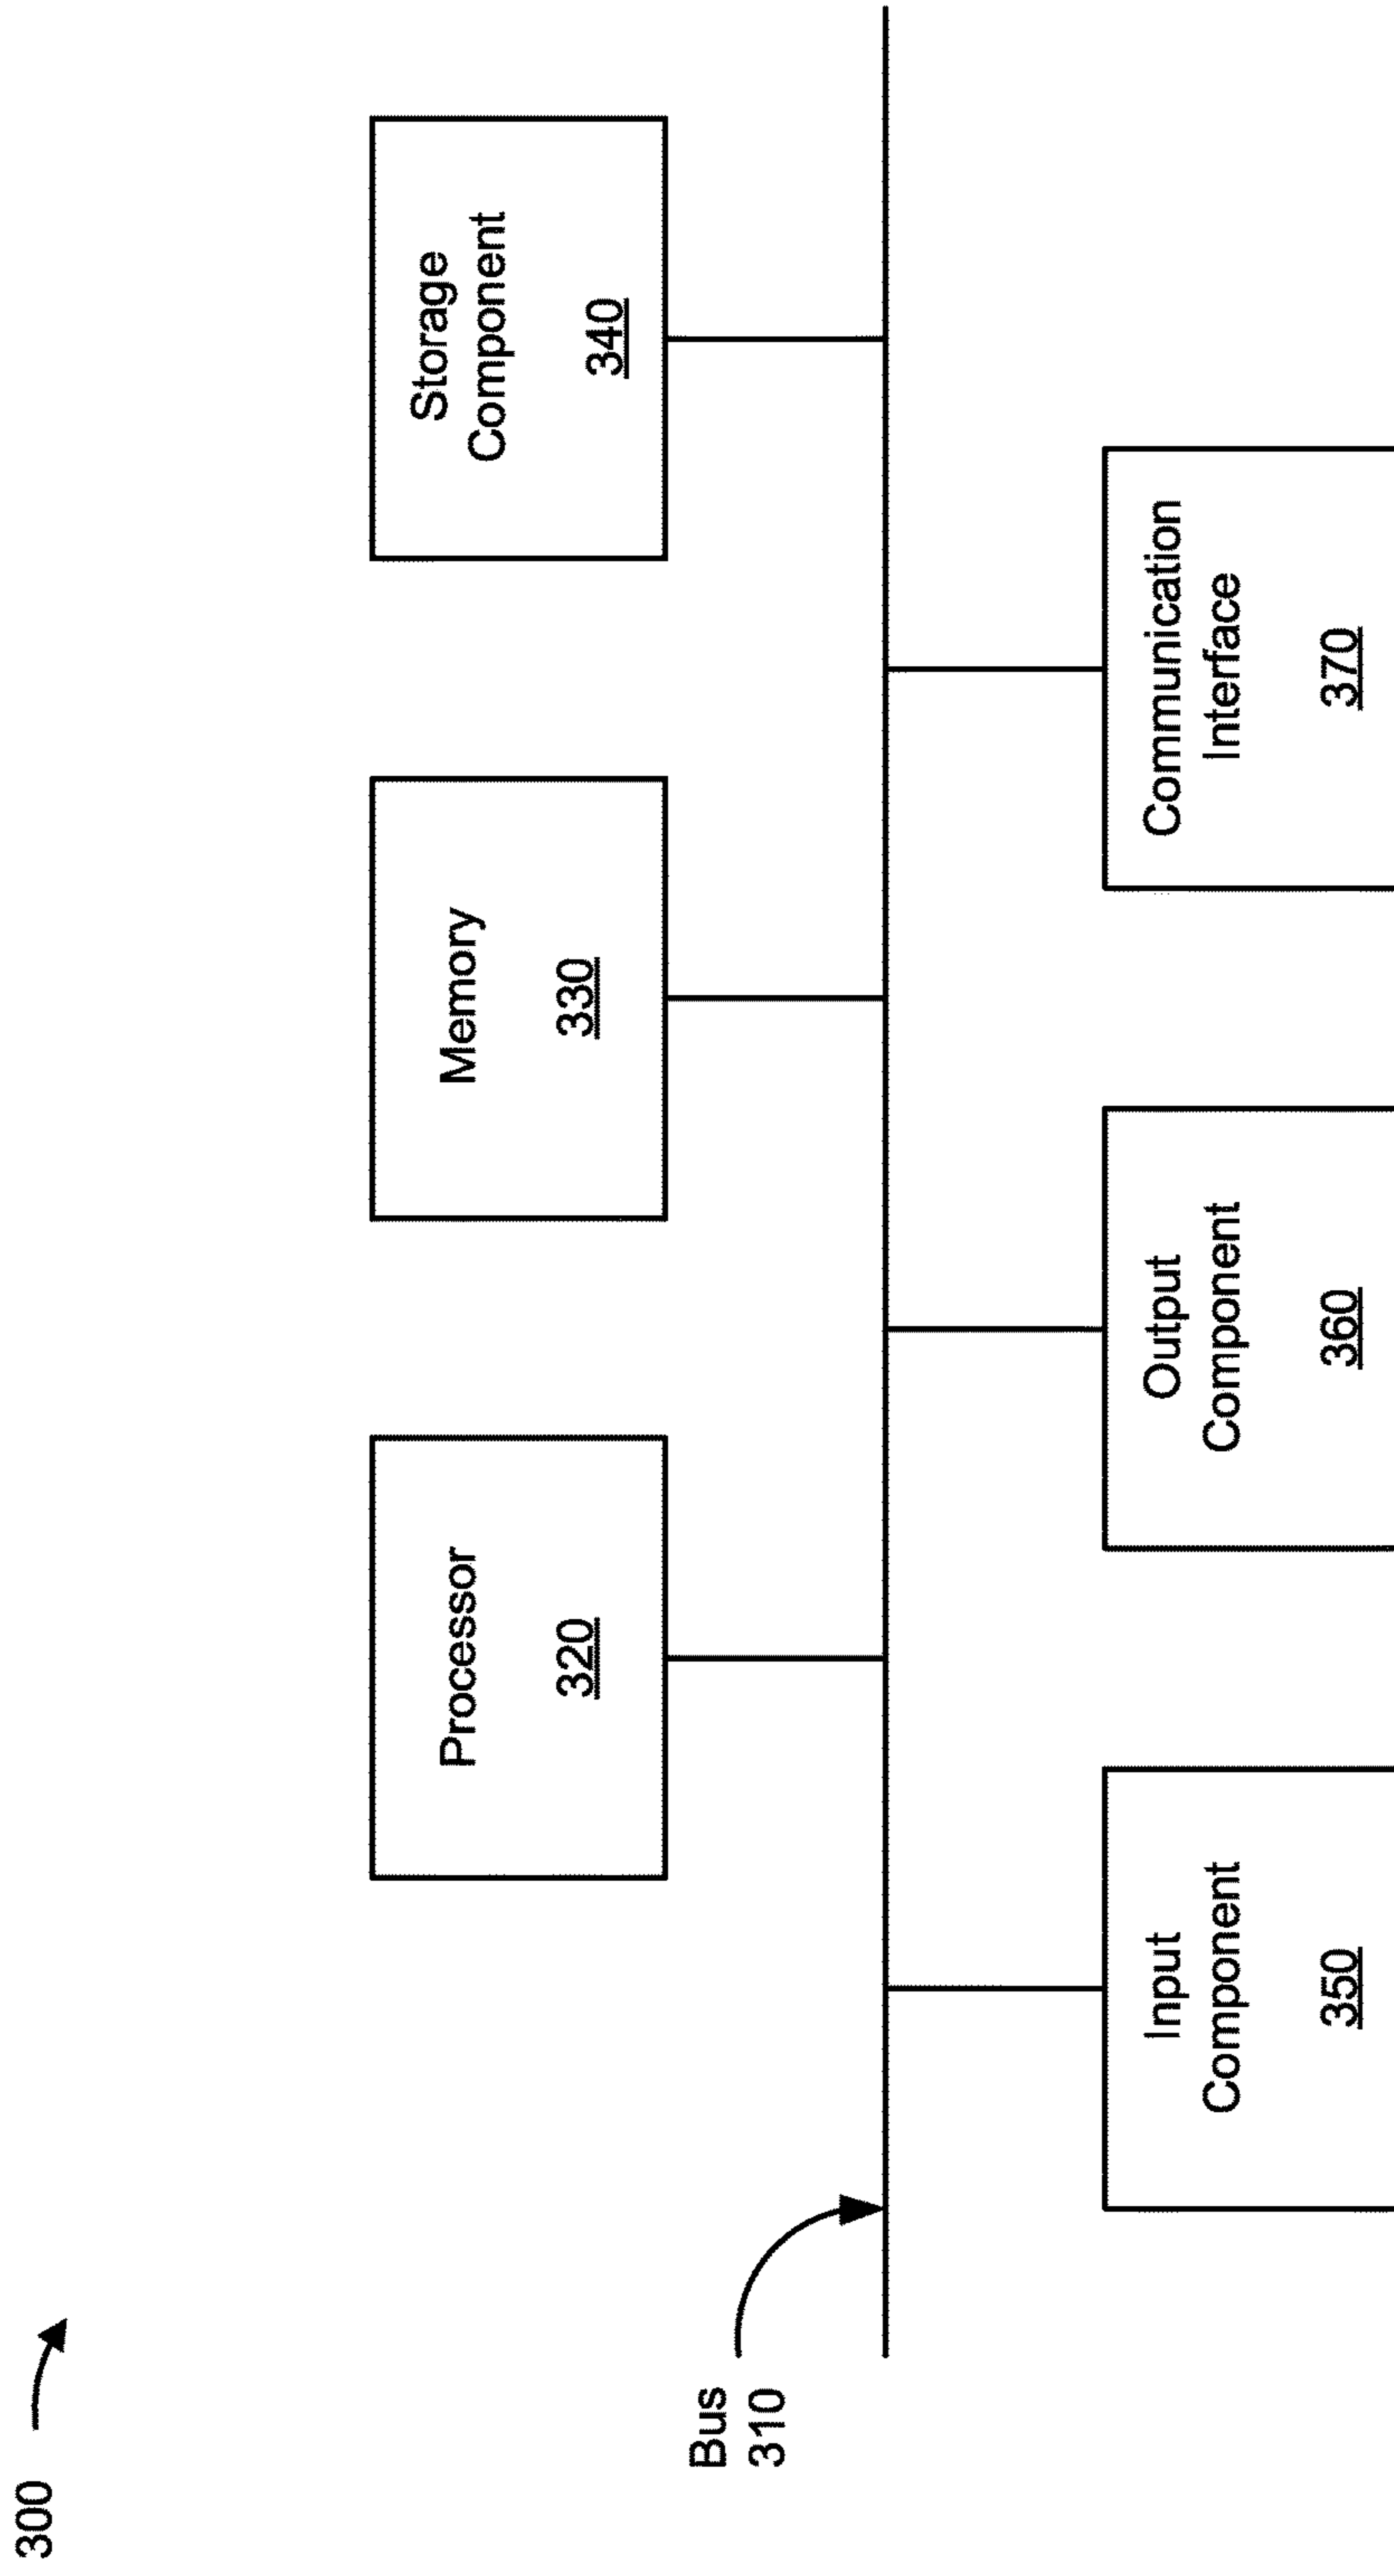 300
Processor
320
Memory
330
Storage
Component
340
Bus
310
Input
Component
350
Output
Component
360
Communication
Interface
370